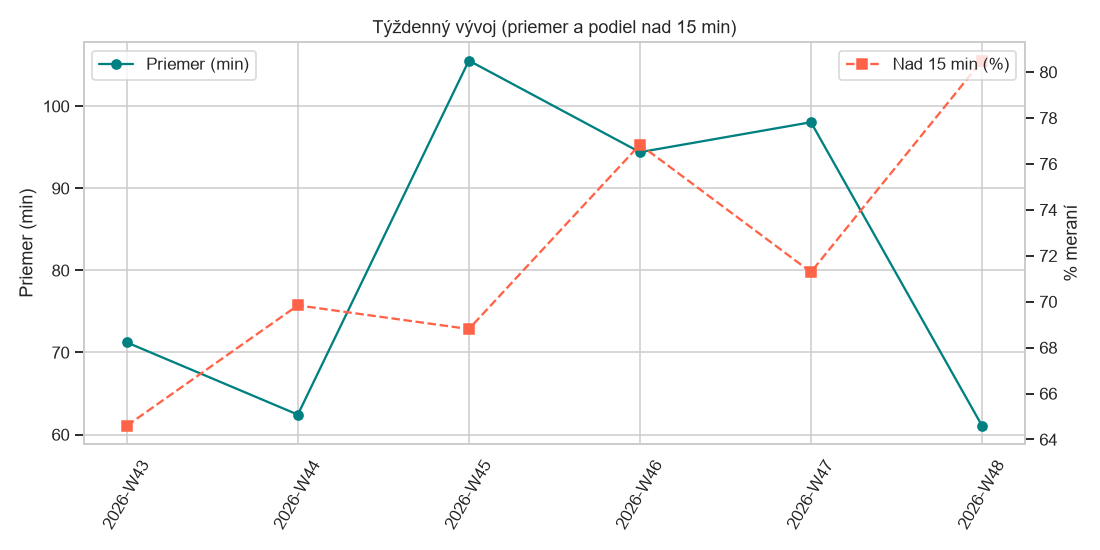 Týždenný vývoj (priemer a podiel nad 15 min)
Priemer (min)
Nad 15 min (%)
Priemer (min)
100
90
80
70
60
80
78
76
74
72
70
68
66
64
% meraní
2026-W43
2026-W44
2026-W45
2026-W46
2026-W47
2026-W48